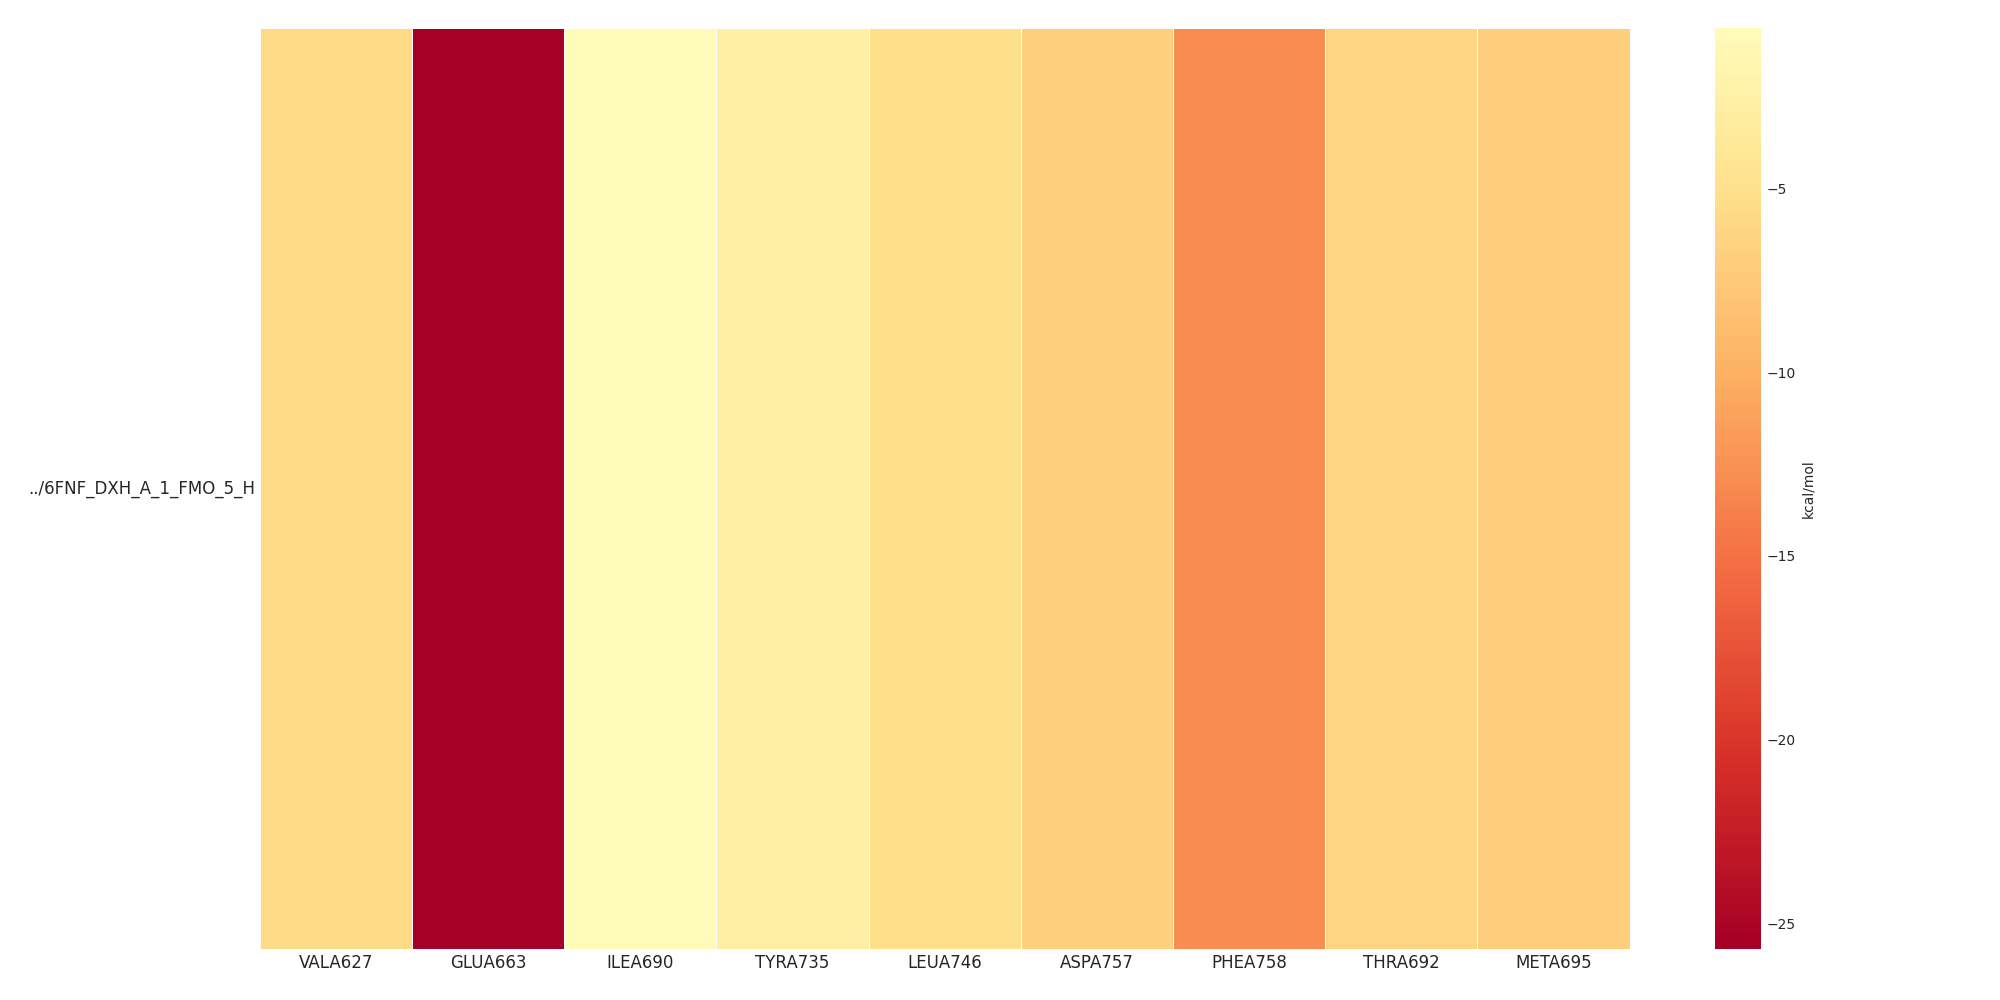 ../6FNF_DXH_A_1_FMO_5_H
VALA627 GLUA663 ILEA690 TYRA735 LEUA746 ASPA757 PHEA758 THRA692 META695
−5
−10
−15
−20
−25
kcal/mol